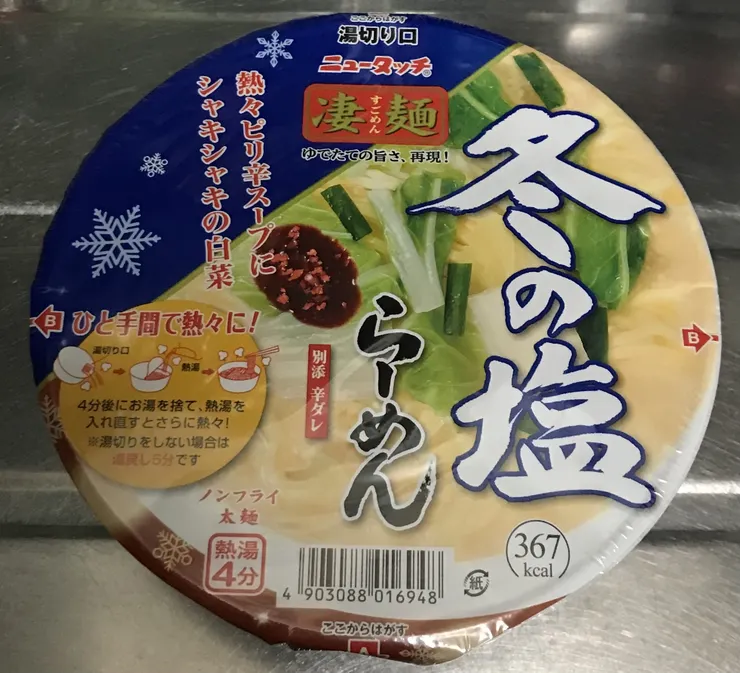 ここからはがす
湯切り口
ニュータッチ®
凄麺
すごめん
ゆでたての旨さ、再現!
熱々ピリ辛スープに
シャキシャキの白菜
冬の塩
らーめん
別添 辛ダレ
B
ひと手間で熱々に!
湯切り口
熱湯
4分後にお湯を捨て、熱湯を
入れ直すとさらに熱々!
※湯切りをしない場合は
湯戻し5分です
B
ノンフライ
太麺
熱湯
4分
4 903088 016948
紙
367
kcal
ここからはがす
A